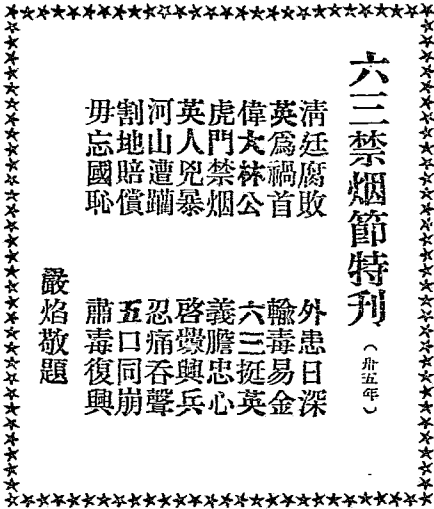 六三禁烟節特刊(卅五年)
清廷腐敗 外患日深
英爲禍首 輸毒易金
偉大林公 六三挺英
虎門禁烟 義膽忠心
英人兇暴 啓釁興兵
河山遭躪 忍痛吞聲
割地賠償 五口同崩
毋忘國恥 肅毒復興
嚴焰敬題